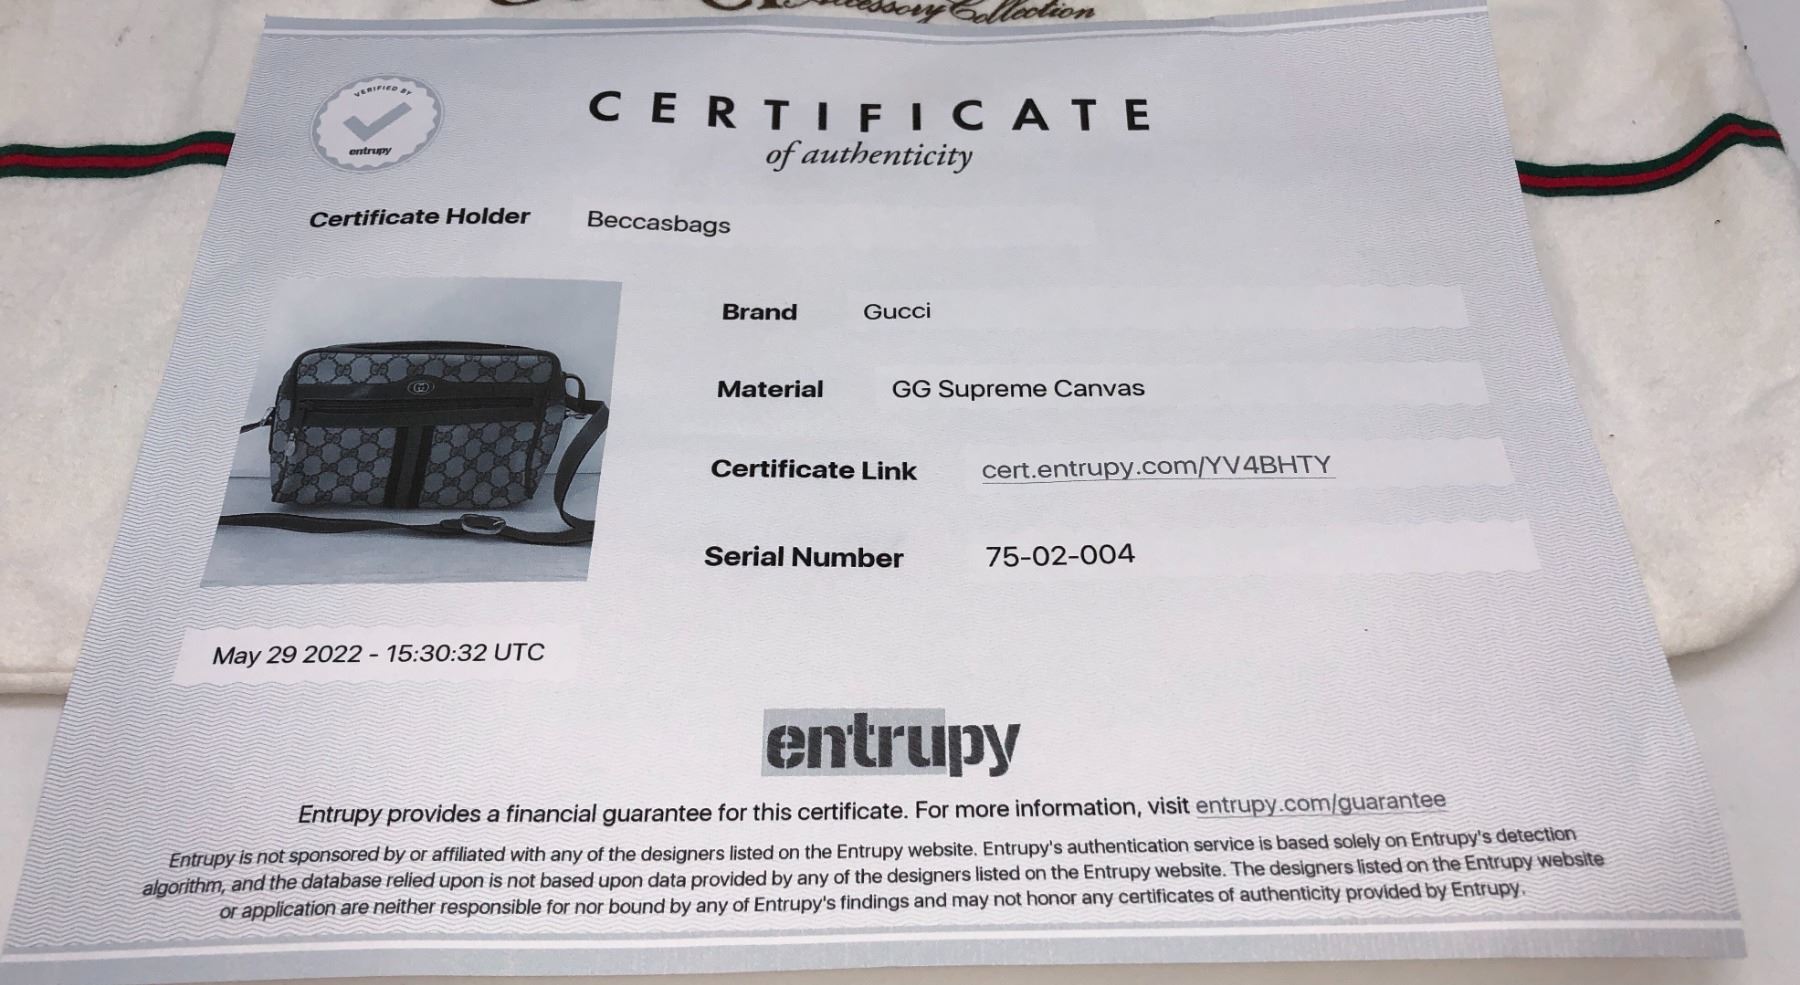 Accessory Collection
VERIFIED BY
entrupy
CERTIFICATE
of authenticity
Certificate Holder Beccasbags
Brand Gucci
Material GG Supreme Canvas
Certificate Link cert.entrupy.com/YV4BHTY
Serial Number 75-02-004
May 29 2022 - 15:30:32 UTC
entrupy
Entrupy provides a financial guarantee for this certificate. For more information, visit entrupy.com/guarantee
Entrupy is not sponsored by or affiliated with any of the designers listed on the Entrupy website. Entrupy's authentication service is based solely on Entrupy's detection
algorithm, and the database relied upon is not based upon data provided by any of the designers listed on the Entrupy website. The designers listed on the Entrupy website
or application are neither responsible for nor bound by any of Entrupy's findings and may not honor any certificates of authenticity provided by Entrupy.